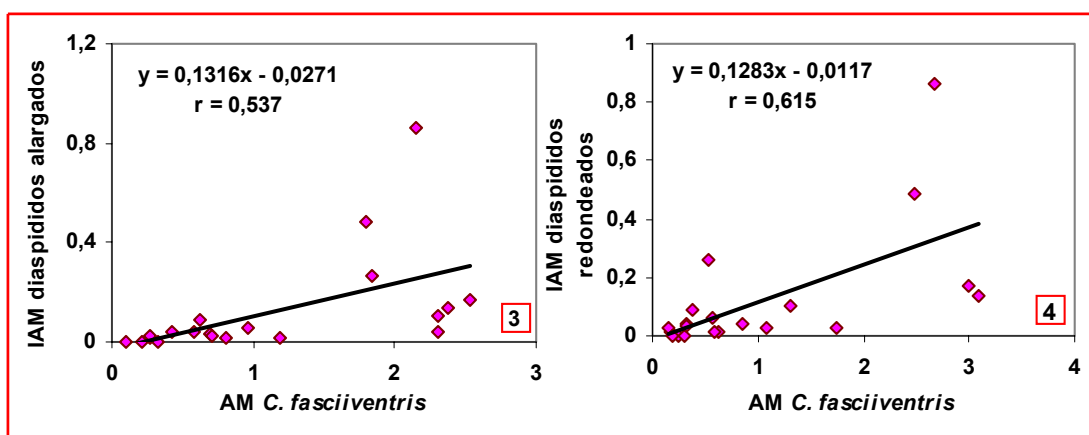 1,2
0,8
0,4
0
y = 0,1316x - 0,0271
r = 0,537
IAM diaspididos alargados
0 1 2 3
AM C. fasciiventris
3
1
0,8
0,6
0,4
0,2
0
y = 0,1283x - 0,0117
r = 0,615
IAM diaspididos
redondeados
0 1 2 3 4
AM C. fasciiventris
4